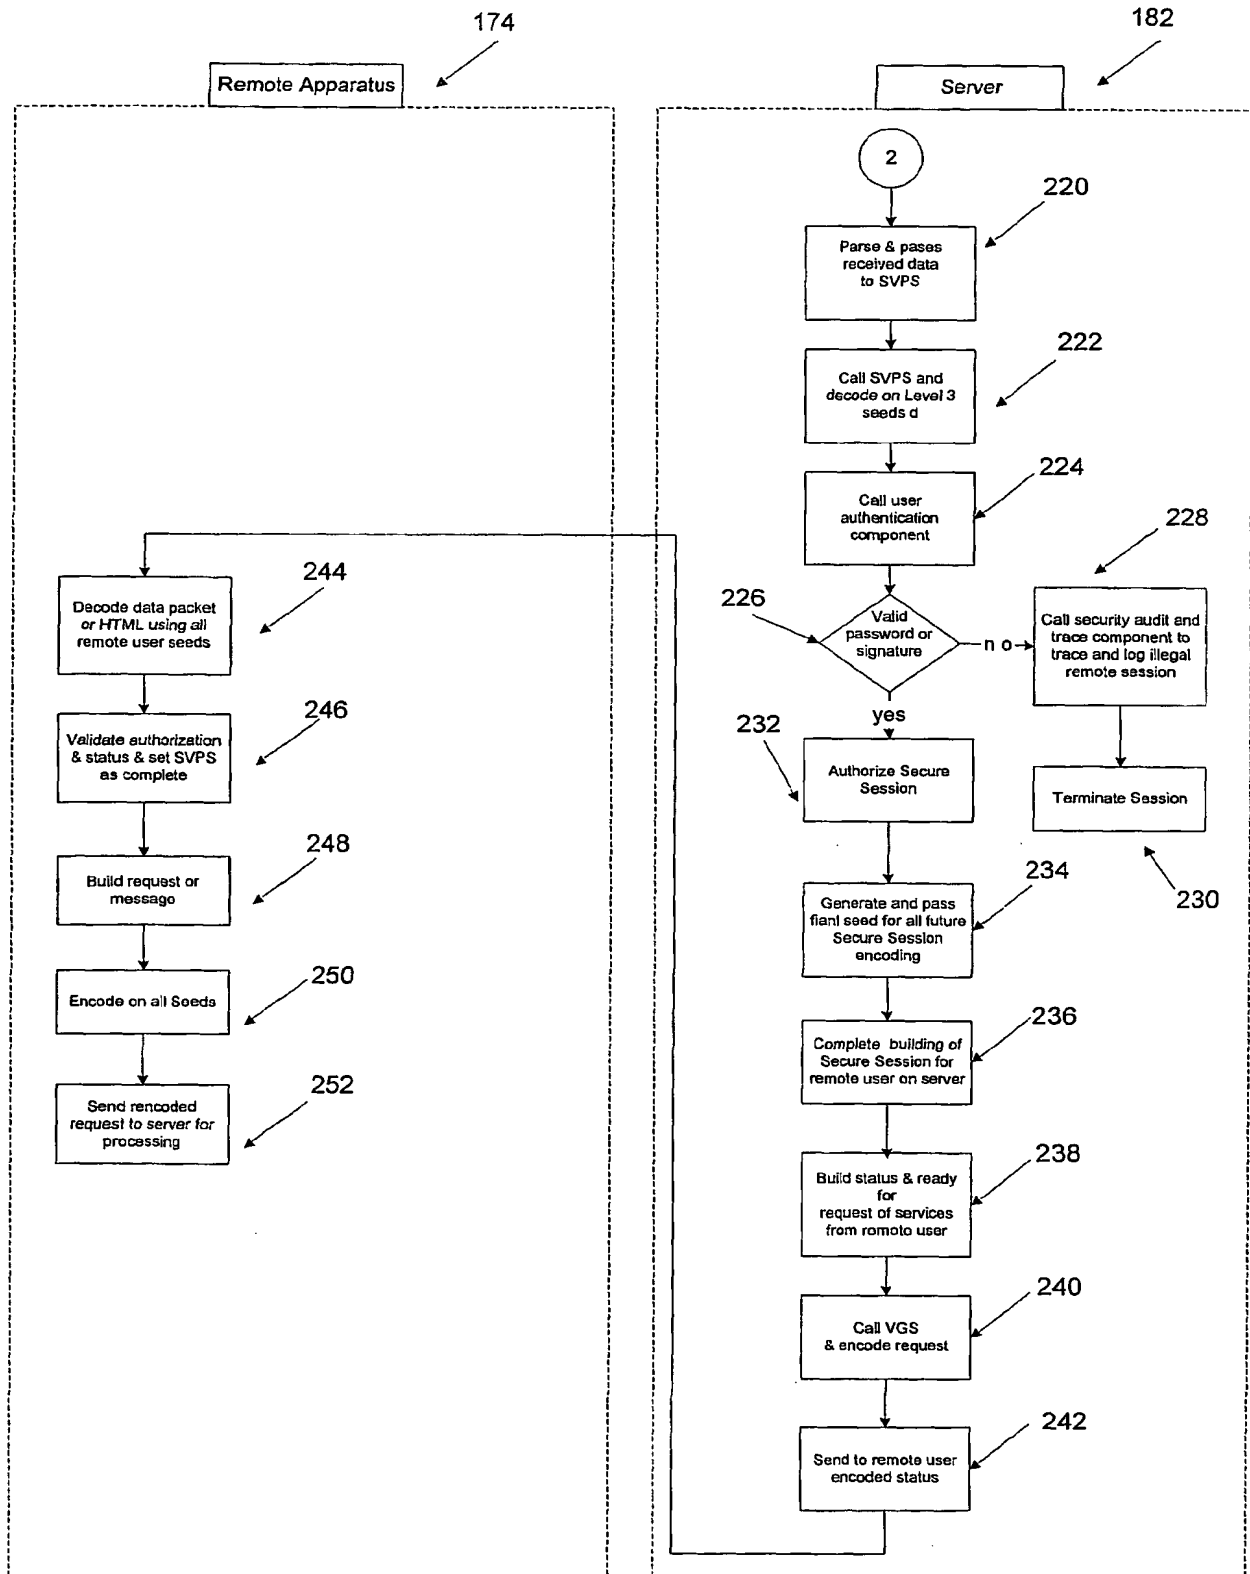 174
Remote Apparatus
182
Server
2
220
Parse & pases
received data
to SVPS
222
Call SVPS and
decode on Level 3
seeds d
224
Call user
authentication
component
226
Valid
password or
signature
no
yes
228
Call security audit and
trace component to
trace and log illegal
remote session
Terminate Session
230
232
Authorize Secure
Session
234
Generate and pass
fianl seed for all future
Secure Session
encoding
236
Complete building of
Secure Session for
remote user on server
238
Build status & ready
for
request of services
from romoto user
240
Call VGS
& encode request
242
Send to remote user
encoded status
244
Decode data packet
or HTML using all
remote user seeds
246
Validate authorization
& status & set SVPS
as complete
248
Build request or
messago
250
Encode on all Seeds
252
Send rencoded
request to server for
processing